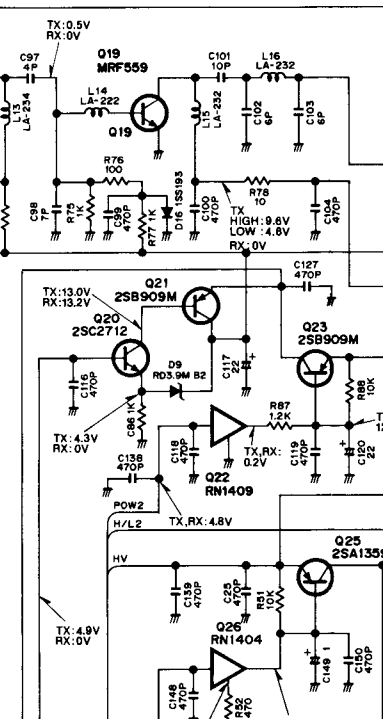 TX:0.5V
RX:0V
C97
4P
Q19
MRF559
C101
10P
L16
LA-232
L13
LA-234
L14
LA-222
Q19
L15
LA-232
C102
6P
C103
6P
R76
100
C98
7P
R75
1K
C99
470P
R77 1K
D16 1SS193
C100
470P
R78
10
C104
470P
TX
HIGH:9.6V
LOW :4.8V
RX:0V
C127
470P
TX:13.0V
RX:13.2V
Q21
2SB909M
Q20
2SC2712
Q23
2SB909M
D9
RD3.9M B2
C116
470P
C117
22
R88
10K
C86 1K
R87
1.2K
TX:4.3V
RX:0V
C118
470P
TX,RX:
0.2V
C119
470P
C120
22
C138
470P
Q22
RN1409
POW2
TX,RX:4.8V
H/L2
HV
Q25
2SA1359
C139
470P
C25
470P
R51
10K
Q26
RN1404
TX:4.9V
RX:0V
C148
470P
R52
470
C149 1
C150
470P